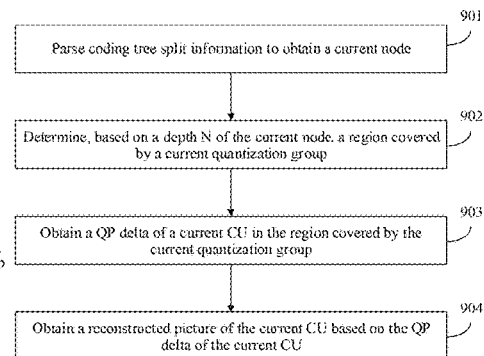 901
Parse coding tree split information to obtain a current node
902
Determine, based on a depth N of the current node, a region covered
by a current quantization group
903
Obtain a QP delta of a current CU in the region covered by the
current quantization group
904
Obtain a reconstructed picture of the current CU based on the QP
delta of the current CU